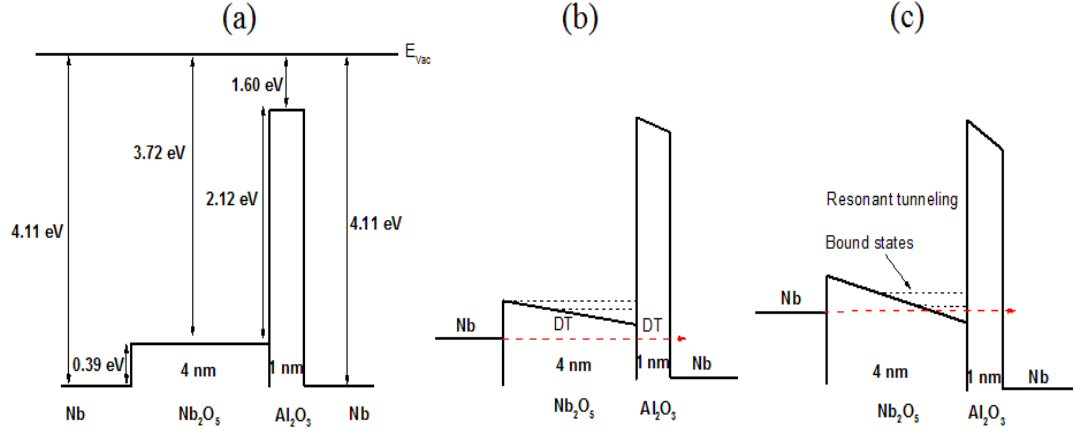 (a)
(b)
(c)
E_Vac
1.60 eV
3.72 eV
2.12 eV
4.11 eV
4.11 eV
0.39 eV
4 nm
1 nm
Nb
Nb₂O₅
Al₂O₃
Nb
Nb
DT
DT
4 nm
1 nm
Nb
Nb₂O₅
Al₂O₃
Resonant tunneling
Bound states
Nb
4 nm
1 nm
Nb
Nb₂O₅
Al₂O₃